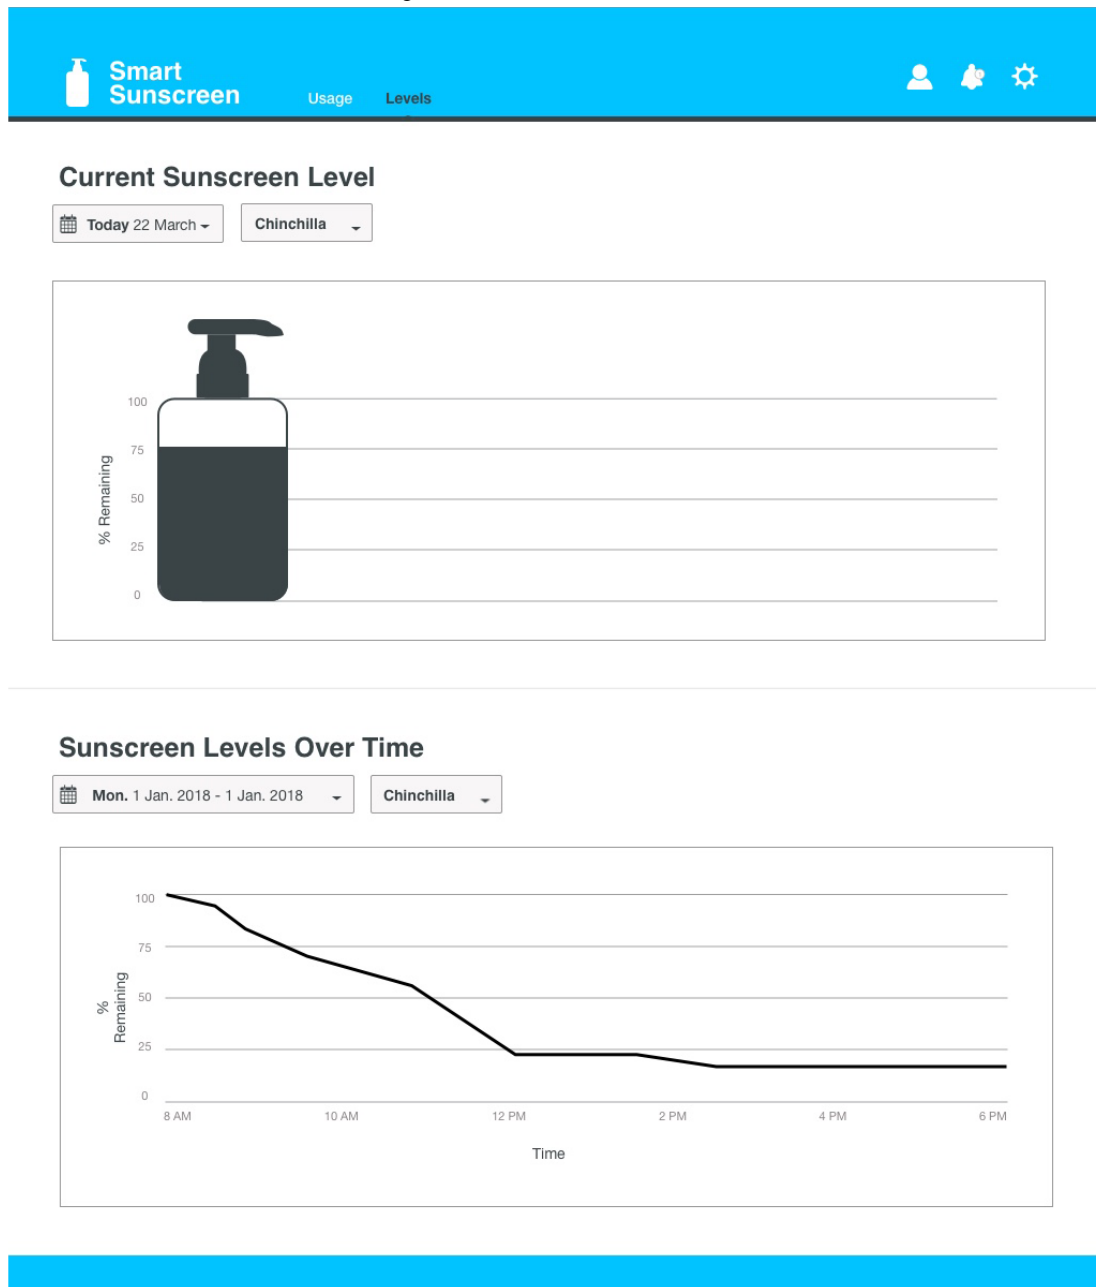 Smart
Sunscreen
Usage
Levels
Current Sunscreen Level
Today 22 March
Chinchilla
100
75
50
25
0
% Remaining
Sunscreen Levels Over Time
Mon. 1 Jan. 2018 - 1 Jan. 2018
Chinchilla
100
75
50
25
0
%
Remaining
8 AM
10 AM
12 PM
2 PM
4 PM
6 PM
Time